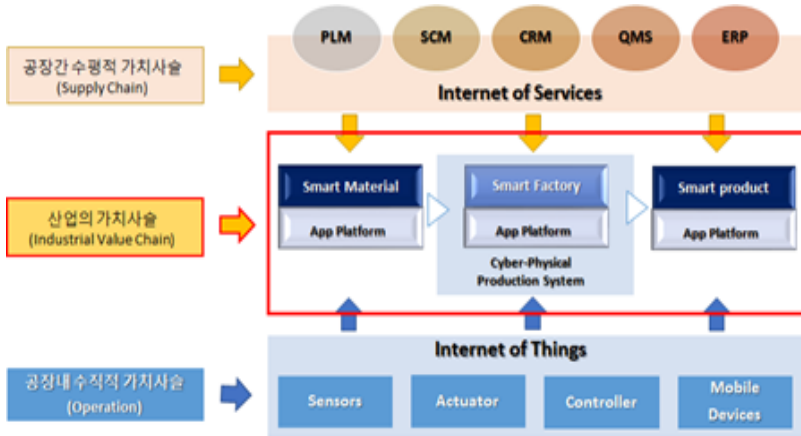 PLM
SCM
CRM
QMS
ERP
공장간 수평적 가치사슬
(Supply Chain)
Internet of Services
산업의 가치사슬
(Industrial Value Chain)
Smart Material
App Platform
Smart Factory
App Platform
Cyber-Physical
Production System
Smart product
App Platform
공장내 수직적 가치사슬
(Operation)
Internet of Things
Sensors
Actuator
Controller
Mobile
Devices